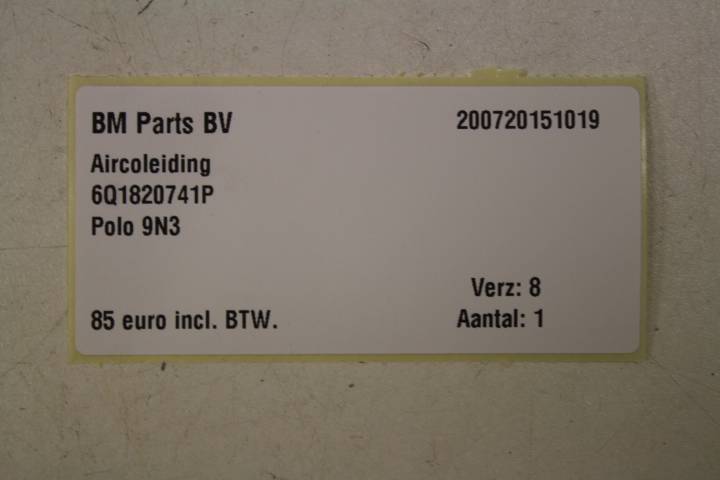 BM Parts BV 200720151019
Aircoleiding
6Q1820741P
Polo 9N3
Verz: 8
85 euro incl. BTW. Aantal: 1